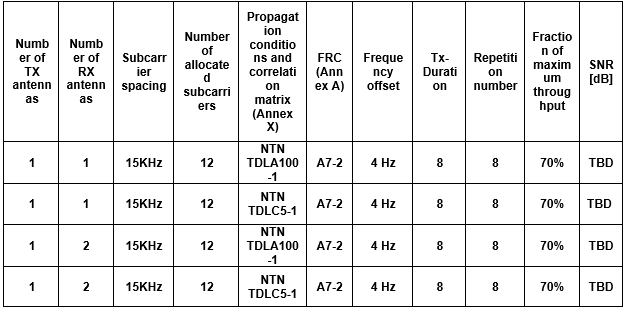 Number of TX antennas | Number of RX antennas | Subcarrier spacing | Number of allocated subcarriers | Propagation conditions and correlation matrix (Annex X) | FRC (Annex A) | Frequency offset | Tx-Duration | Repetition number | Fraction of maximum throughput | SNR [dB]
1 | 1 | 15KHz | 12 | NTN TDLA100-1 | A7-2 | 4 Hz | 8 | 8 | 70% | TBD
1 | 1 | 15KHz | 12 | NTN TDLC5-1 | A7-2 | 4 Hz | 8 | 8 | 70% | TBD
1 | 2 | 15KHz | 12 | NTN TDLA100-1 | A7-2 | 4 Hz | 8 | 8 | 70% | TBD
1 | 2 | 15KHz | 12 | NTN TDLC5-1 | A7-2 | 4 Hz | 8 | 8 | 70% | TBD